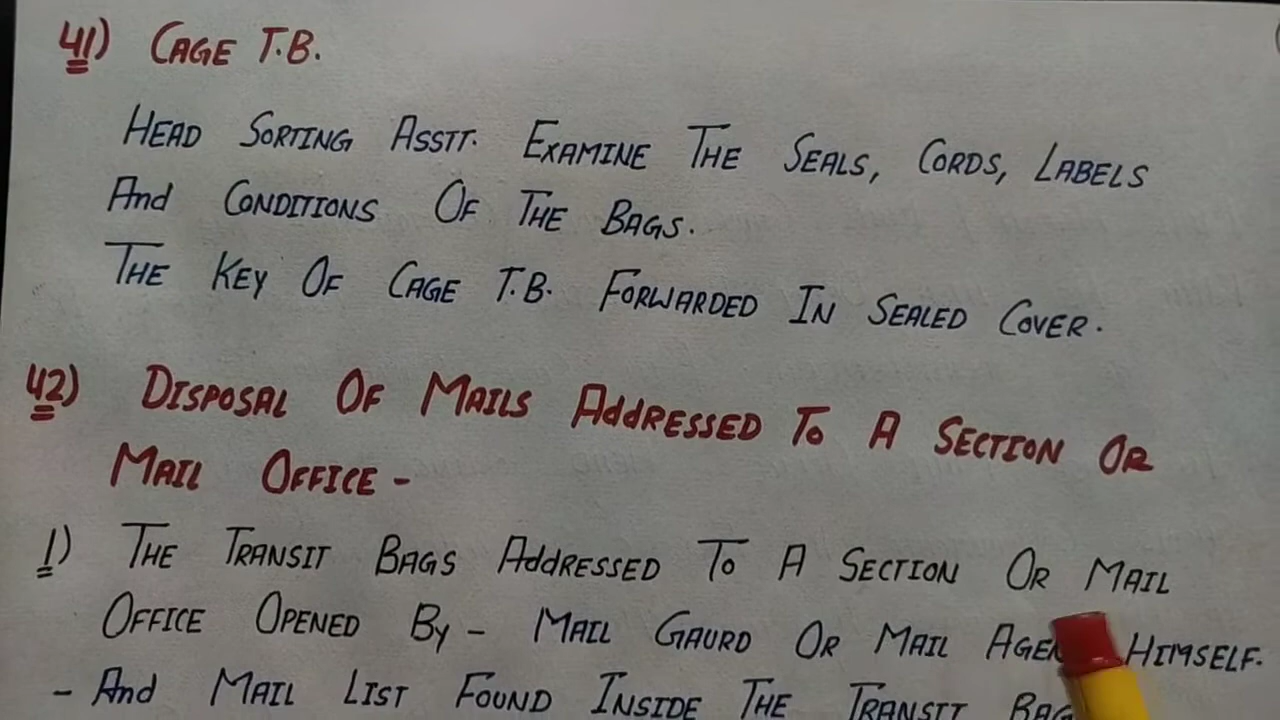 41) CAGE T.B.
HEAD SORTING ASSTT. EXAMINE THE SEALS, CORDS, LABELS
And CONDITIONS OF THE BAGS.
THE KEY OF CAGE T.B. FORWARDED IN SEALED COVER.
42) DISPOSAL OF MAILS AddRESSED TO A SECTION OR
MAIL OFFICE -
1) THE TRANSIT BAGS AddRESSED TO A SECTION OR MAIL
OFFICE OPENED BY - MAIL GAURD OR MAIL HIMSELF.
- And MAIL LIST FOUND INSIDE THE TRANSIT